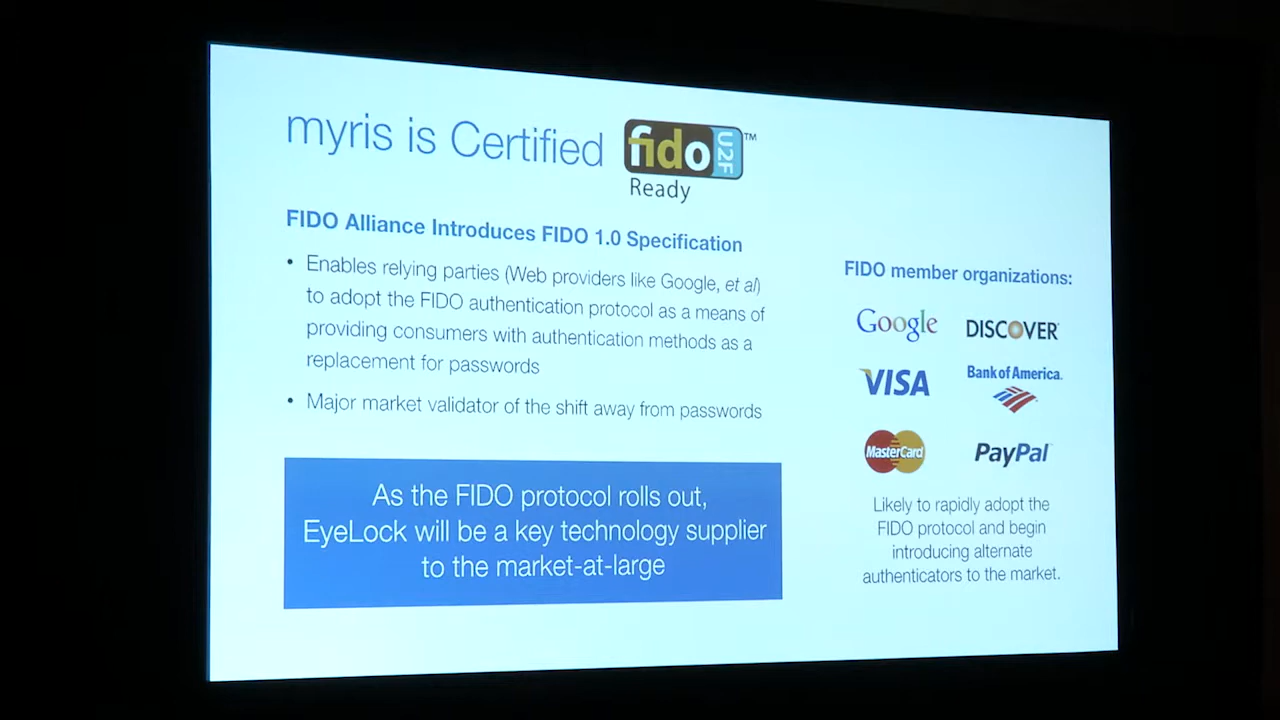 myris is Certified fido U2F ™
Ready
FIDO Alliance Introduces FIDO 1.0 Specification
• Enables relying parties (Web providers like Google, et al)
to adopt the FIDO authentication protocol as a means of
providing consumers with authentication methods as a
replacement for passwords
• Major market validator of the shift away from passwords
As the FIDO protocol rolls out,
EyeLock will be a key technology supplier
to the market-at-large
FIDO member organizations:
Google DISCOVER
VISA Bank of America.
MasterCard PayPal
Likely to rapidly adopt the
FIDO protocol and begin
introducing alternate
authenticators to the market.